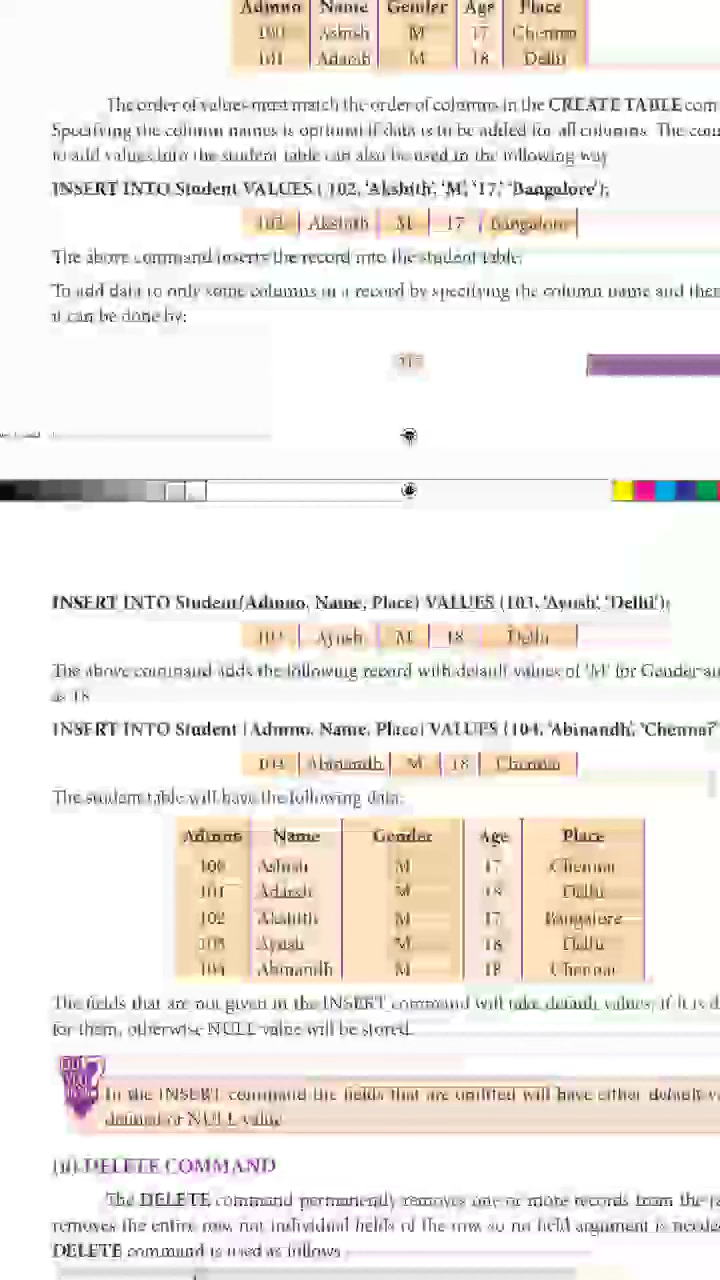 Admno Name Gender Age Place
100 Ashish M 17 Chennai
101 Adarsh M 18 Delhi
The order of values must match the order of columns in the CREATE TABLE com
Specifying the column names is optional if data is to be added for all columns. The com
to add values into the student table can also be used in the following way
INSERT INTO Student VALUES ( 102, 'Akshith', 'M', '17,' 'Bangalore');
102 Akshith M 17 Bangalore
The above command inserts the record into the student table.
To add data to only some columns in a record by specifying the column name and their
it can be done by:
INSERT INTO Student(Admno, Name, Place) VALUES (103, 'Ayush', 'Delhi');
103 Ayush M 18 Delhi
The above command adds the following record with default values of 'M' for Gender an
as 18
INSERT INTO Student (Admno, Name, Place) VALUES (104, 'Abinandh', 'Chennai'
104 Abinandh M 18 Chennai
The student table will have the following data:
Admno Name Gender Age Place
100 Ashish M 17 Chennai
101 Adarsh M 18 Delhi
102 Akshith M 17 Bangalore
103 Ayush M 18 Delhi
104 Abinandh M 18 Chennai
The fields that are not given in the INSERT command will take default values, if it is d
for them, otherwise NULL value will be stored.
In the INSERT command the fields that are omitted will have either default v
defined or NULL value
(ii) DELETE COMMAND
The DELETE command permanently removes one or more records from the
removes the entire row, not individual fields of the row, so no field argument is neede
DELETE command is used as follows